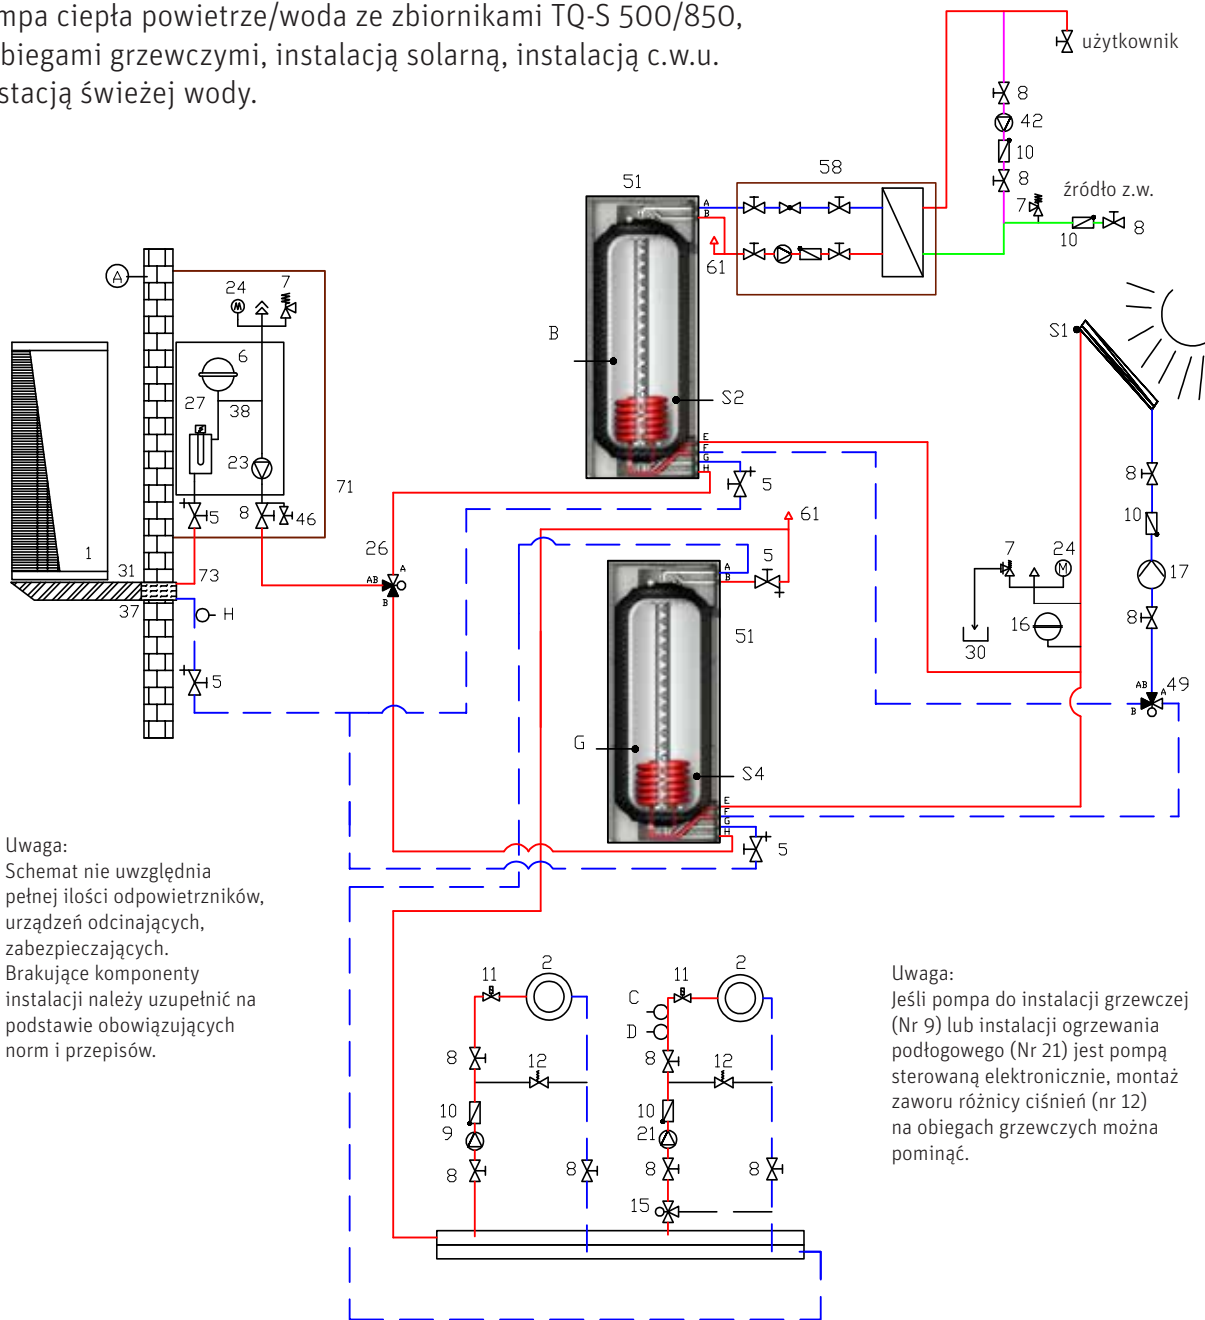 mpa ciepła powietrze/woda ze zbiornikami TQ-S 500/850,
biegami grzewczymi, instalacją solarną, instalacją c.w.u.
stacją świeżej wody.
użytkownik
8
42
10
8
źródło z.w.
7
10
8
51
58
A
B
61
A
24
7
B
S1
6
27
38
S2
23
E
F
G
H
5
71
5
8
46
61
26
A
AB
B
5
1
31
73
37
H
A
B
7
24
8
10
17
16
8
30
51
5
AB
49
A
B
G
S4
E
F
G
H
5
Uwaga:
Schemat nie uwzględnia
pełnej ilości odpowietrzników,
urządzeń odcinających,
zabezpieczających.
Brakujące komponenty
instalacji należy uzupełnić na
podstawie obowiązujących
norm i przepisów.
11
2
11
2
C
D
8
12
8
12
10
10
9
21
8
8
8
8
15
Uwaga:
Jeśli pompa do instalacji grzewczej
(Nr 9) lub instalacji ogrzewania
podłogowego (Nr 21) jest pompą
sterowaną elektronicznie, montaż
zaworu różnicy ciśnień (nr 12)
na obiegach grzewczych można
pominąć.